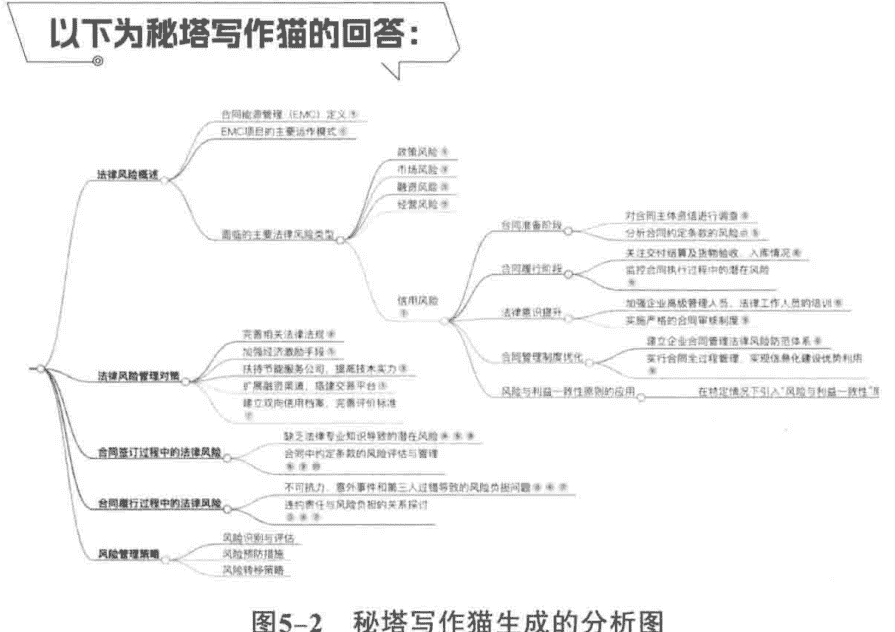 以下为秘塔写作猫的回答：
法律风险概述
合同能源管理（EMC）定义
EMC项目的主要运作模式
面临的主要法律风险类型
政策风险
市场风险
融资风险
经营风险
信用风险
合同准备阶段
对合同主体资信进行调查
分析合同约定条款的风险点
合同履行阶段
关注交付结算及货物验收、入库情况
监控合同执行过程中的潜在风险
法律意识提升
加强企业高级管理人员、法律工作人员的培训
实施严格的合同审核制度
合同管理制度优化
建立企业合同管理法律风险防范体系
实行合同全过程管理，实现信息化建设优势利用
风险与利益一致性原则的应用
在特定情况下引入“风险与利益一致性”
法律风险管理对策
完善相关法律法规
加强经济激励手段
扶持节能服务公司，提高技术实力
扩展融资渠道，搭建交易平台
建立双向信用档案，完善评价标准
合同签订过程中的法律风险
缺乏法律专业知识导致的潜在风险
合同中约定条款的风险评估与管理
合同履行过程中的法律风险
不可抗力、意外事件和第三人过错导致的风险负担问题
违约责任与风险负担的关系探讨
风险管理策略
风险识别与评估
风险预防措施
风险转移策略
图5-2 秘塔写作猫生成的分析图